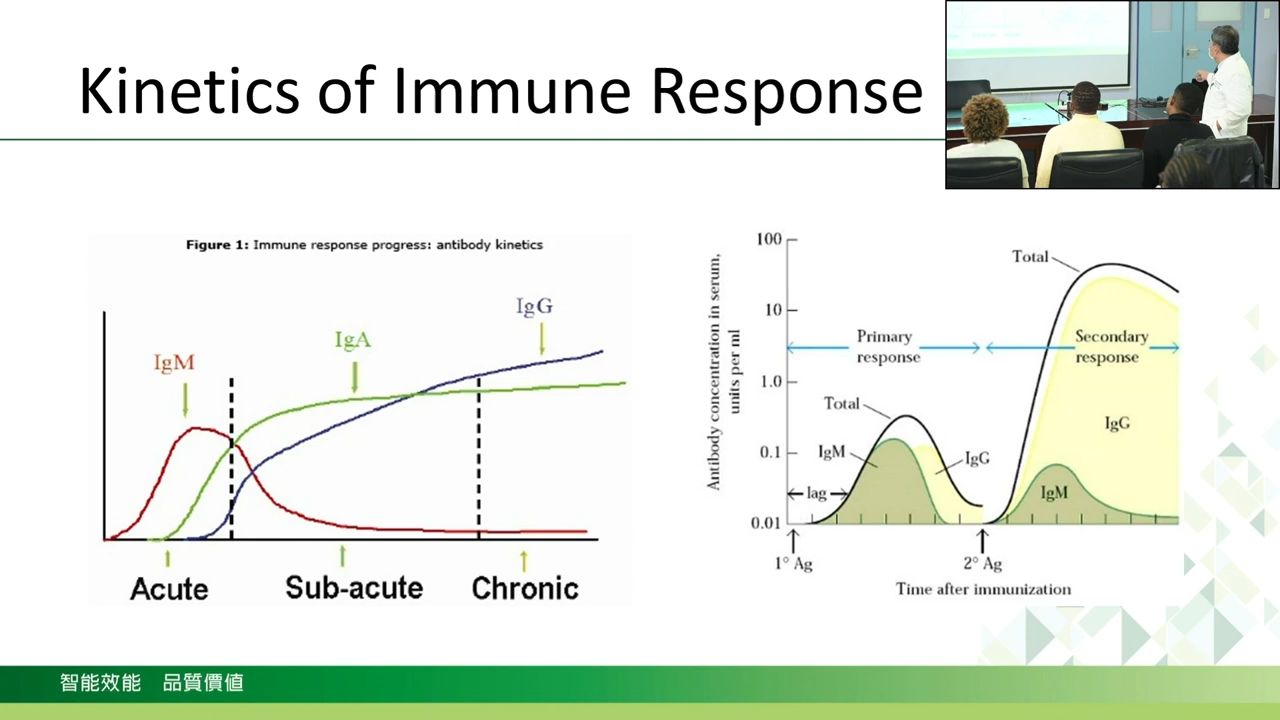 Kinetics of Immune Response
Figure 1: Immune response progress: antibody kinetics
IgM
IgA
IgG
Acute
Sub-acute
Chronic
Antibody concentration in serum,
units per ml
100
10
1.0
0.1
0.01
Primary
response
Secondary
response
Total
Total
IgM
IgG
IgG
IgM
lag
1° Ag
2° Ag
Time after immunization
智能效能 品質價值